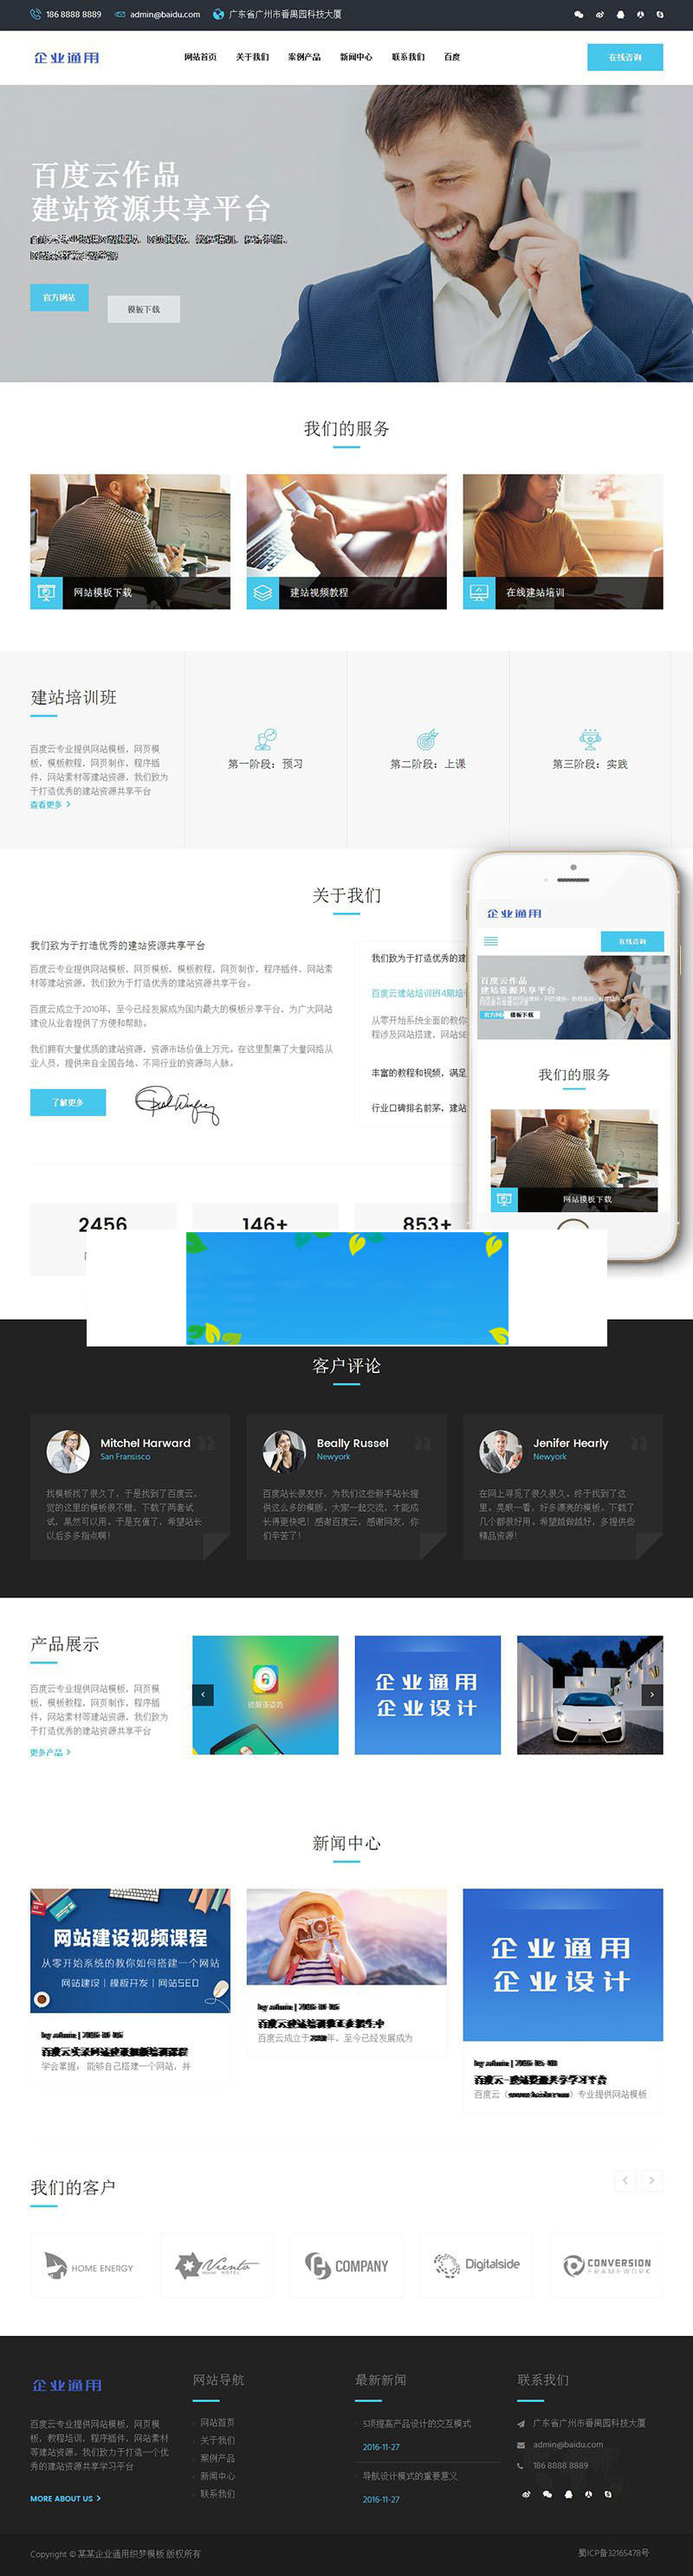 186 8888 8889 admin@baidu.com 广东省广州市番禺园科技大厦
企业通用 网站首页 关于我们 案例产品 新闻中心 联系我们 百度 在线咨询
百度云作品
建站资源共享平台
官方网站 模板下载
我们的服务
网站模板下载 建站视频教程 在线建站培训
建站培训班
百度云专业提供网站模板，网页模
板，模板教程，网页制作，程序插
件，网站素材等建站资源，我们致为
于打造优秀的建站资源共享平台
查看更多
第一阶段：预习 第二阶段：上课 第三阶段：实践
关于我们
我们致为于打造优秀的建站资源共享平台
百度云专业提供网站模板，网页模板，模板教程，网页制作，程序插件，网站素
材等建站资源，我们致为于打造优秀的建站资源共享平台。
百度云成立于2010年，至今已经发展成为国内最大的模板分享平台，为广大网站
建设从业者提供了方便和帮助。
我们拥有大量优质的建站资源，资源市场价值上万元，在这里聚集了大量网络从
业人员，提供来自全国各地、不同行业的资源与人脉。
了解更多
我们致为于打造优秀的建
百度云建站培训班4期培
从零开始系统全面的教你
程涉及网站搭建，网站SE
丰富的教程和视频，满足
行业口碑排名前茅，建站
企业通用
在线咨询
百度云作品
建站资源共享平台
模板下载
我们的服务
网站模板下载
2456 146+ 853+
客户评论
Mitchel Harward
San Fransisco
找模板找了很久了，于是找到了百度云，
觉的这里的模板很不错，下载了两套试
试，果然可以用，于是充值了，希望站长
以后多多指点啊！
Beally Russel
Newyork
百度站长很友好，为我们这些新手站长提
供这么多的模板，大家一起交流，才能成
长得更快吧！感谢百度云，感谢网友，你
们辛苦了！
Jenifer Hearly
Newyork
在网上寻觅了很久很久，终于找到了这
里，亮眼一看，好多漂亮的模板，下载了
几个都很好用。希望越做越好，多提供些
精品资源！
产品展示
百度云专业提供网站模板，网页模
板，模板教程，网页制作，程序插
件，网站素材等建站资源，我们致为
于打造优秀的建站资源共享平台
更多产品
企业通用
企业设计
新闻中心
网站建设视频课程
从零开始系统的教你如何搭建一个网站
网站建设 | 模板开发 | 网站SEO
学会掌握， 能够自己搭建一个网站，并
百度云成立于 年，至今已经发展成为
企业通用
企业设计
百度云（ ）专业提供网站模板
我们的客户
HOME ENERGY
Viento
HOTEL
COMPANY
Digitalside
CONVERSION
FRAMEWORK
企业通用
百度云专业提供网站模板，网页模
板，教程培训，程序插件，网站素材
等建站资源。我们致力于打造一个优
秀的建站资源共享学习平台
MORE ABOUT US
网站导航
网站首页
关于我们
案例产品
新闻中心
联系我们
最新新闻
5项提高产品设计的交互模式
2016-11-27
导航设计模式的重要意义
2016-11-27
联系我们
广东省广州市番禺园科技大厦
admin@baidu.com
186 8888 8889
Copyright © 某某企业通用织梦模板 版权所有 蜀ICP备32165478号